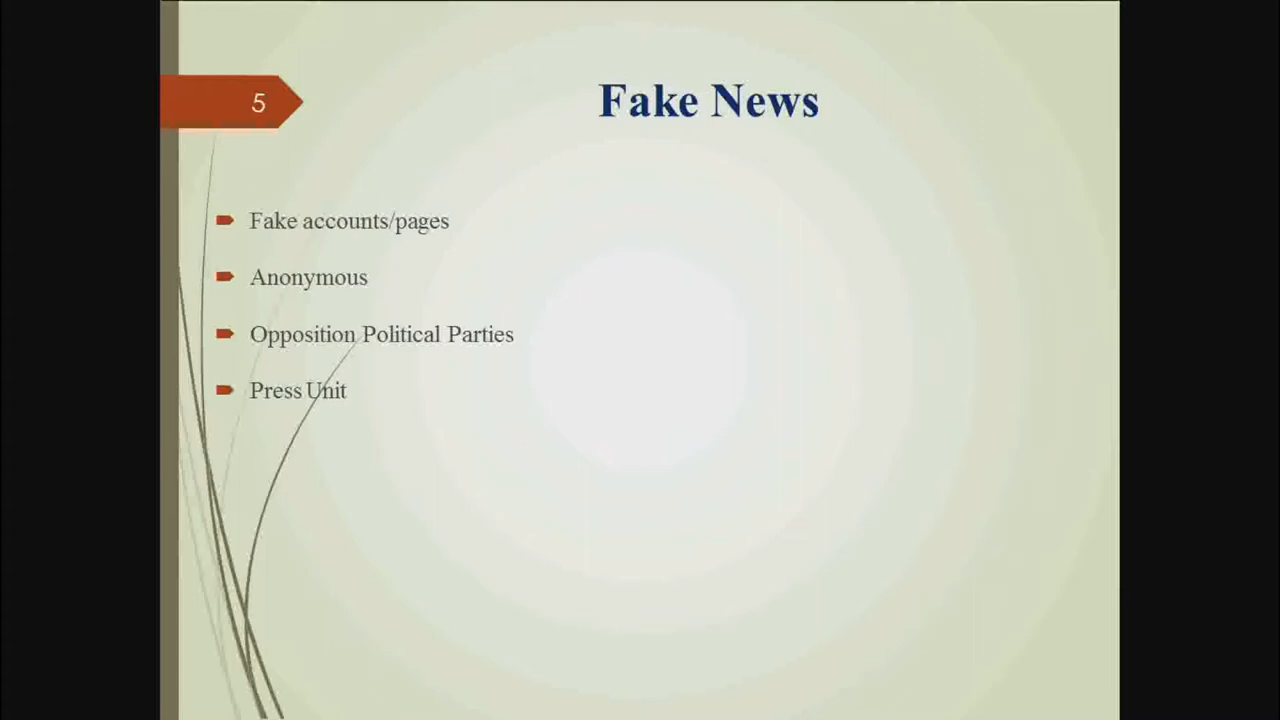 5
Fake News
Fake accounts/pages
Anonymous
Opposition Political Parties
Press Unit